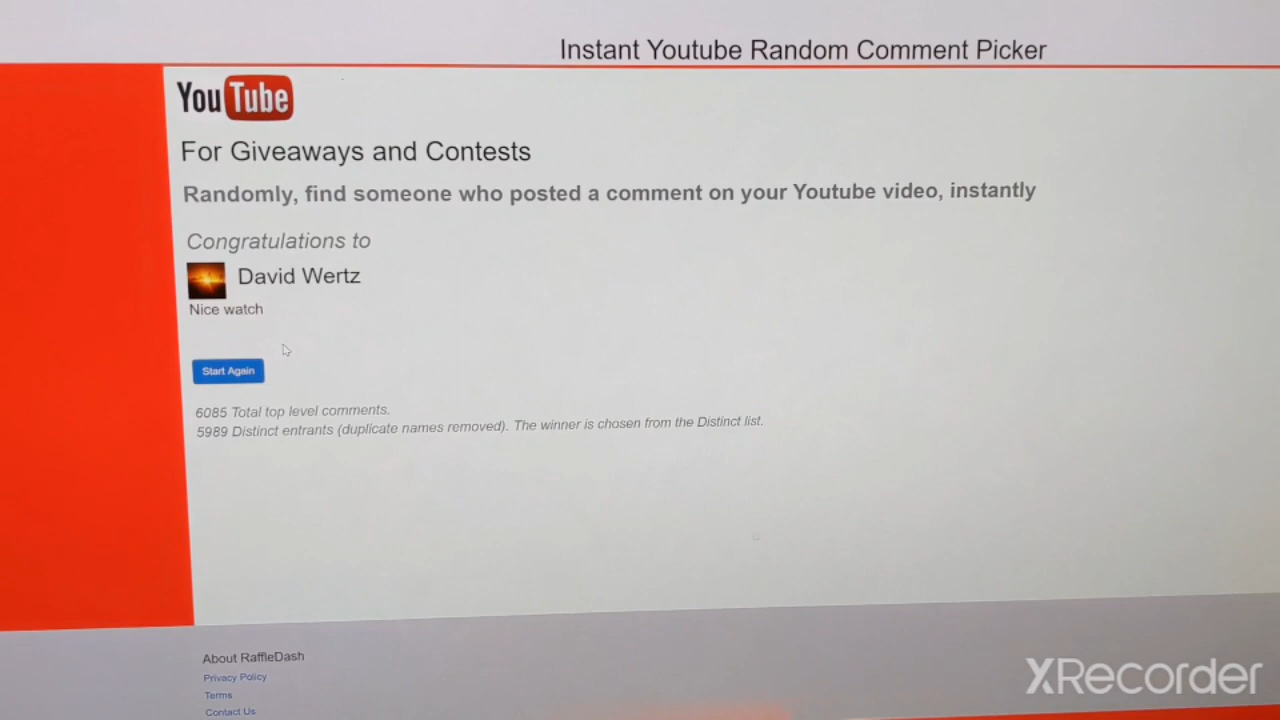 Instant Youtube Random Comment Picker
YouTube
For Giveaways and Contests
Randomly, find someone who posted a comment on your Youtube video, instantly
Congratulations to
David Wertz
Nice watch
Start Again
6085 Total top level comments.
5989 Distinct entrants (duplicate names removed). The winner is chosen from the Distinct list.
About RaffleDash
Privacy Policy
Terms
Contact Us
XRecorder